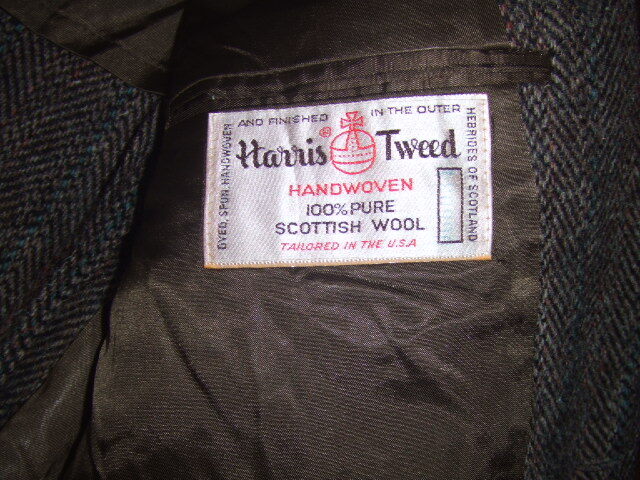 DYED, SPUN, HANDWOVEN
AND FINISHED
IN THE OUTER
HEBRIDES OF SCOTLAND
Harris® Tweed
HANDWOVEN
100% PURE
SCOTTISH WOOL
TAILORED IN THE U.S.A